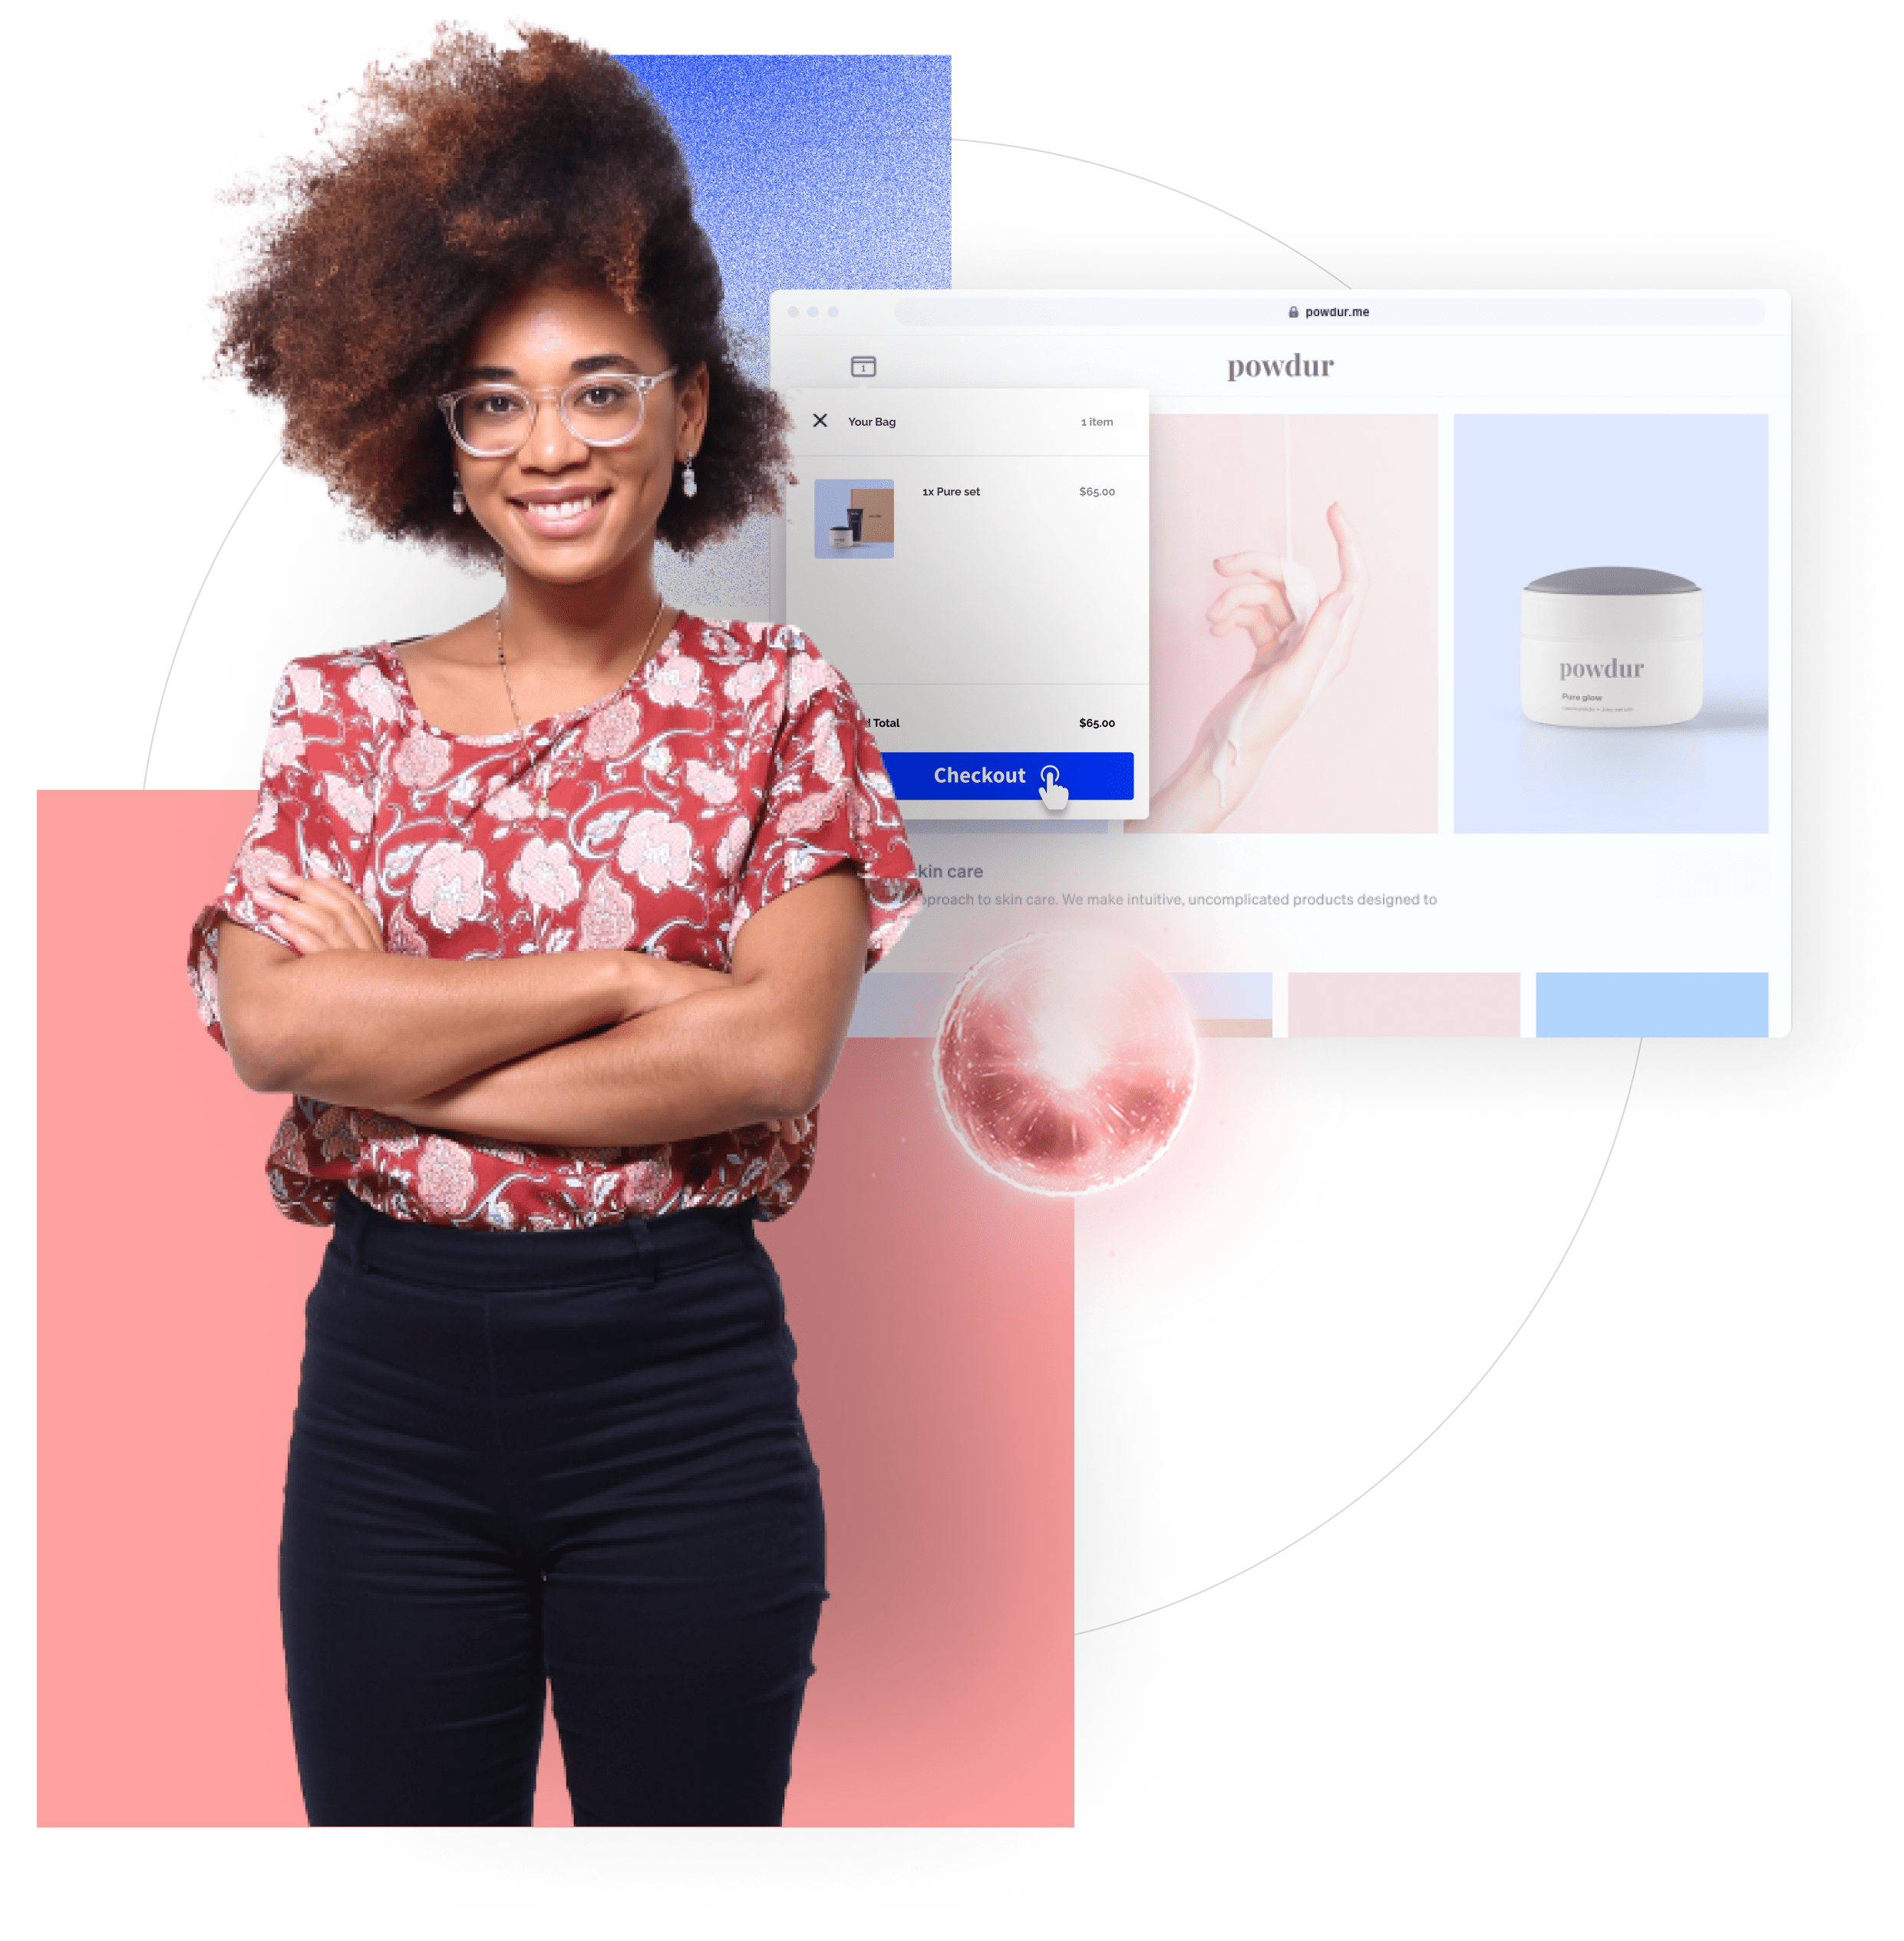 powdur.me
powdur
1
Your Bag 1 item
1x Pure set $65.00
Total $65.00
Checkout
powdur
Pure glow
kin care
proach to skin care. We make intuitive, uncomplicated products designed to